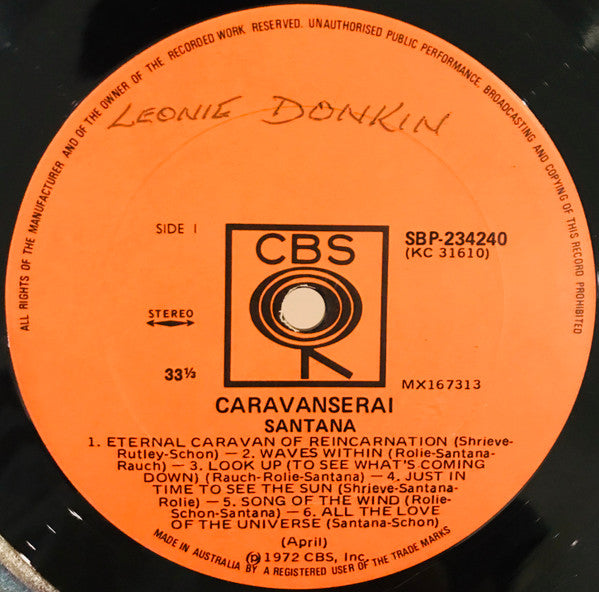 ALL RIGHTS OF THE MANUFACTURER AND OF THE OWNER OF THE RECORDED WORK RESERVED. UNAUTHORISED PUBLIC PERFORMANCE, BROADCASTING AND COPYING OF THIS RECORD PROHIBITED
LEONIE DONKIN
SIDE 1
CBS
SBP-234240
(KC 31610)
STEREO
33⅓
MX167313
CARAVANSERAI
SANTANA
1. ETERNAL CARAVAN OF REINCARNATION (Shrieve-
Rutley-Schon) — 2. WAVES WITHIN (Rolie-Santana-
Rauch) — 3. LOOK UP (TO SEE WHAT'S COMING
DOWN) (Rauch-Rolie-Santana) — 4. JUST IN
TIME TO SEE THE SUN (Shrieve-Santana-
Rolie) — 5. SONG OF THE WIND (Rolie-
Schon-Santana) — 6. ALL THE LOVE
OF THE UNIVERSE (Santana-Schon)
(April)
℗ 1972 CBS, Inc.
MADE IN AUSTRALIA BY A REGISTERED USER OF THE TRADE MARKS